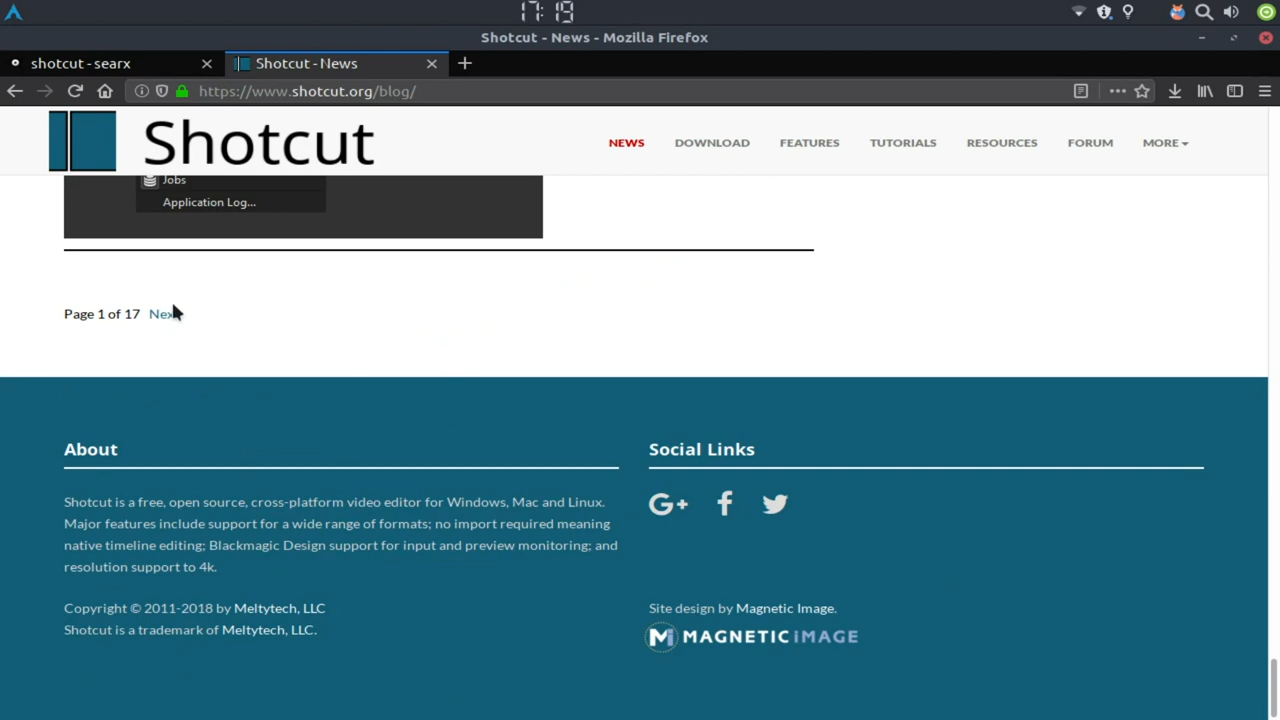 17:19
Shotcut - News - Mozilla Firefox
shotcut - searx
Shotcut - News
https://www.shotcut.org/blog/
Shotcut
NEWS DOWNLOAD FEATURES TUTORIALS RESOURCES FORUM MORE
Jobs
Application Log...
Page 1 of 17
About
Social Links
Shotcut is a free, open source, cross-platform video editor for Windows, Mac and Linux.
Major features include support for a wide range of formats; no import required meaning
native timeline editing; Blackmagic Design support for input and preview monitoring; and
resolution support to 4k.
G+
Copyright © 2011-2018 by Meltytech, LLC
Shotcut is a trademark of Meltytech, LLC.
Site design by Magnetic Image.
MAGNETIC iMAGE